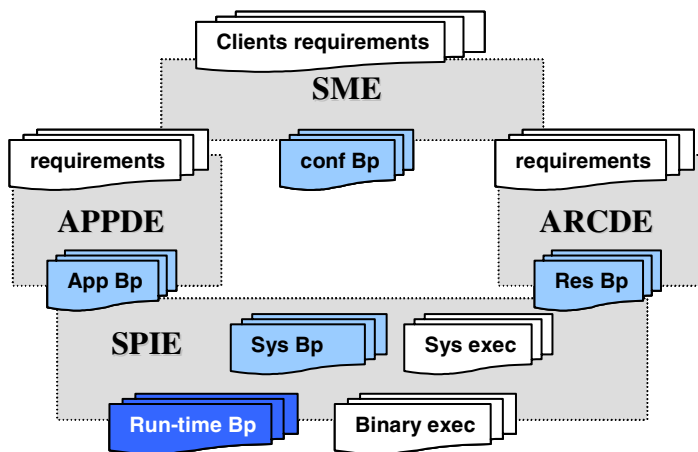 Clients requirements
SME
requirements
conf Bp
requirements
APPDE
ARCDE
App Bp
Res Bp
SPIE
Sys Bp
Sys exec
Run-time Bp
Binary exec